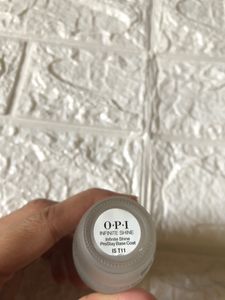 O·P·I
INFINITE SHINE
Infinite Shine
ProStay Base Coat
IS T11